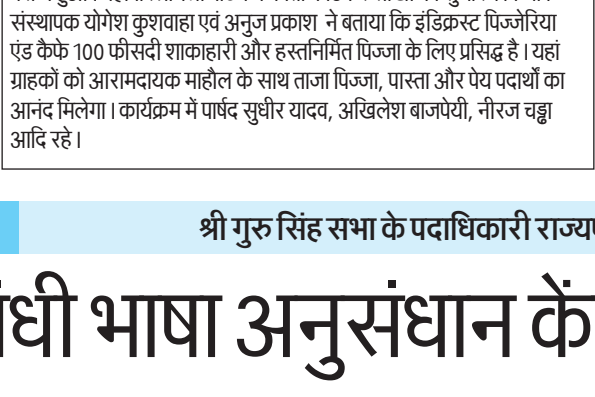 संस्थापक योगेश कुशवाहा एवं अनुज प्रकाश ने बताया कि इंडिक्रस्ट पिज्जेरिया
एंड कैफे 100 फीसदी शाकाहारी और हस्तनिर्मित पिज्जा के लिए प्रसिद्ध है। यहां
ग्राहकों को आरामदायक माहौल के साथ ताजा पिज्जा, पास्ता और पेय पदार्थों का
आनंद मिलेगा। कार्यक्रम में पार्षद सुधीर यादव, अखिलेश बाजपेयी, नीरज चड्ढा
आदि रहे।
श्री गुरु सिंह सभा के पदाधिकारी
भाषा अनुसंधान